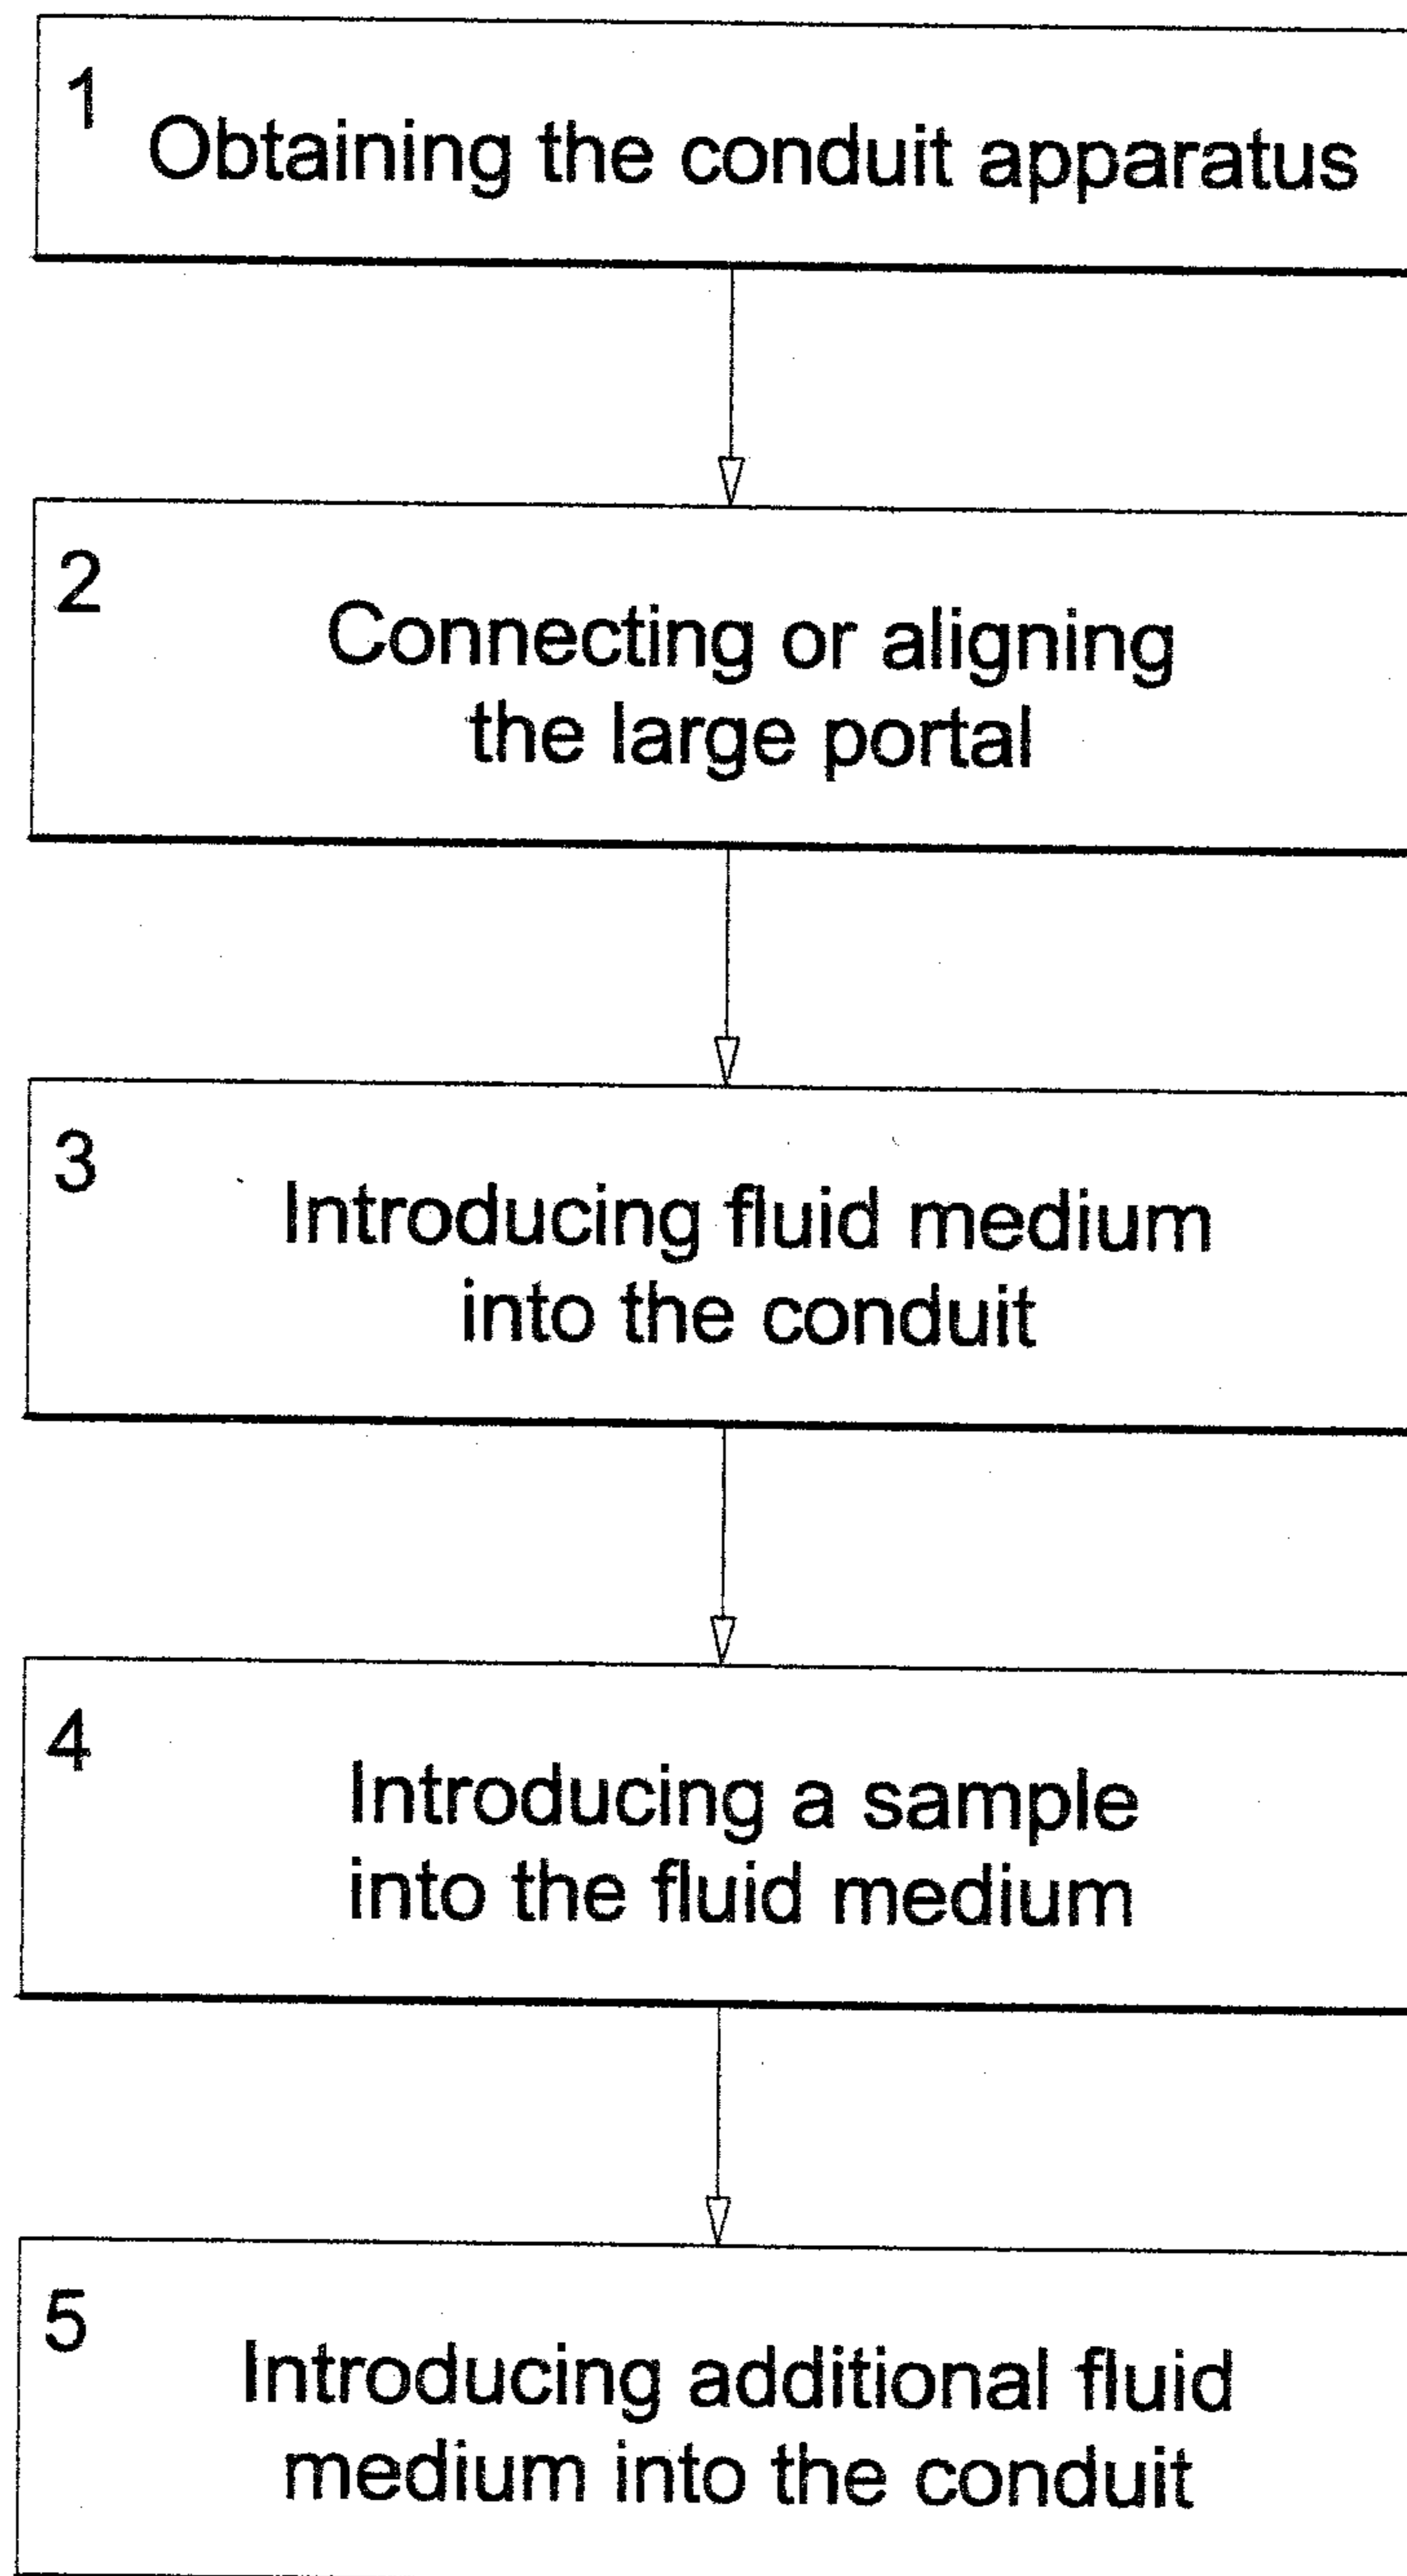 1
Obtaining the conduit apparatus
2
Connecting or aligning
the large portal
3
Introducing fluid medium
into the conduit
4
Introducing a sample
into the fluid medium
5
Introducing additional fluid
medium into the conduit